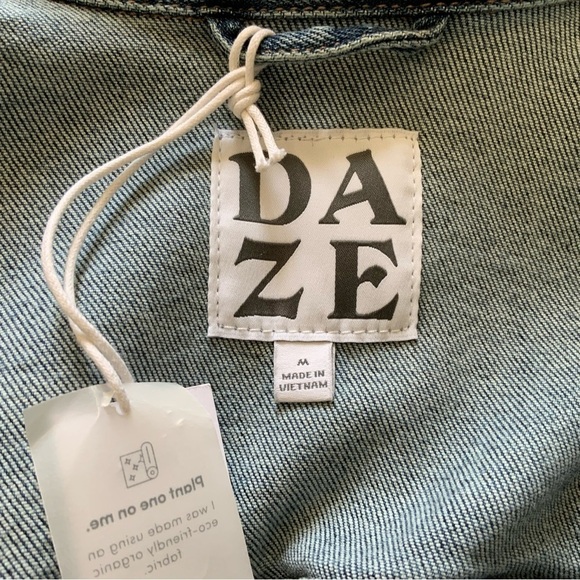 DA
ZE
M
MADE IN
VIETNAM
Plant one on me.
I was made using an
eco-friendly organic
fabric.